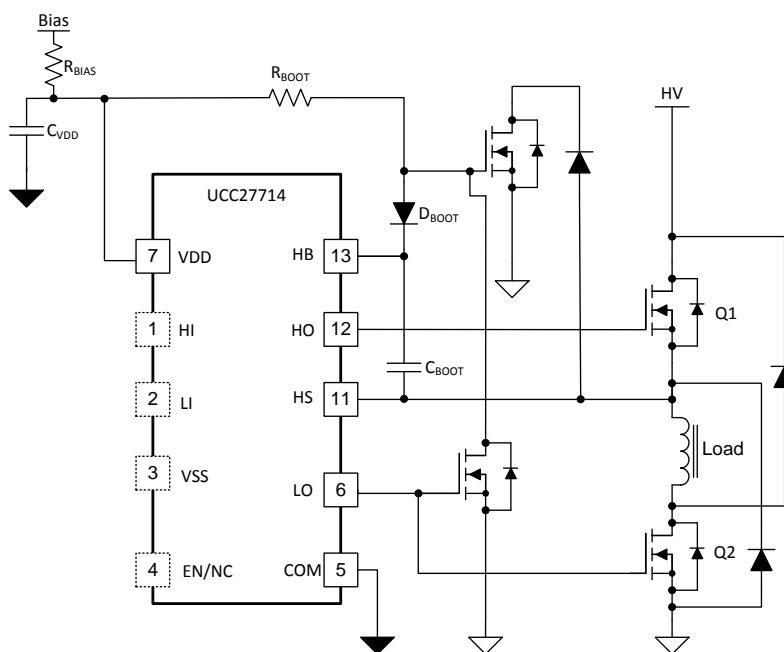 Bias
R_BIAS
R_BOOT
HV
C_VDD
UCC27714
D_BOOT
7 VDD
HB 13
1 HI
HO 12
Q1
C_BOOT
2 LI
HS 11
Load
3 VSS
LO 6
Q2
4 EN/NC
COM 5